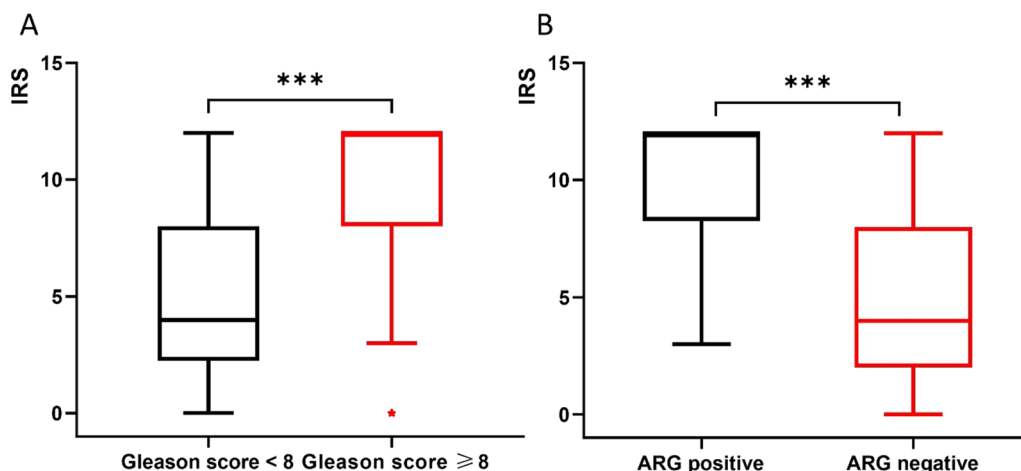 A
IRS
15
10
5
0
***
Gleason score < 8
Gleason score ⩾ 8
B
IRS
15
10
5
0
***
ARG positive
ARG negative